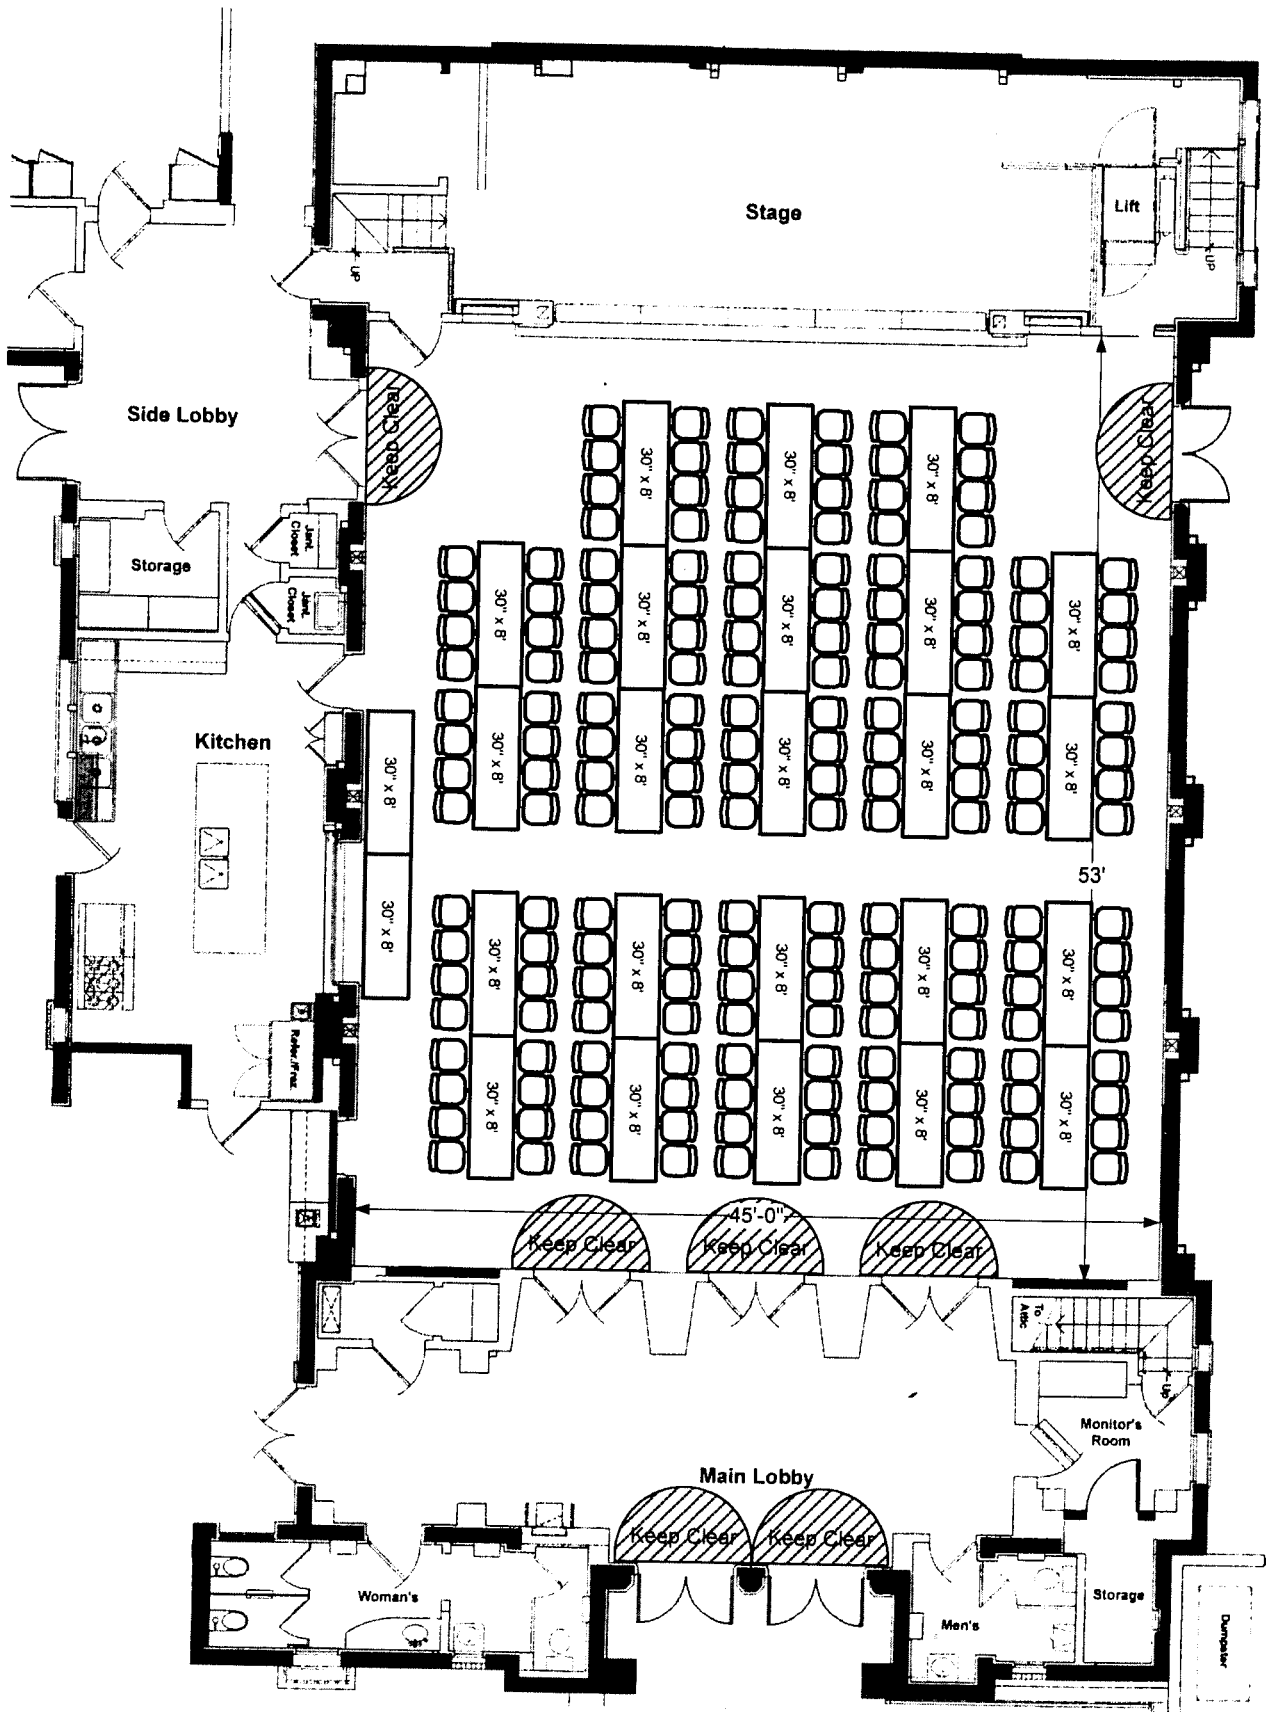 Stage
Lift
UP
UP
Side Lobby
Keep Clear
Keep Clear
30" x 8'
30" x 8'
30" x 8'
Storage
Jant.
Closet
Jant.
Closet
30" x 8'
30" x 8'
30" x 8'
30" x 8'
30" x 8'
Kitchen
30" x 8'
30" x 8'
30" x 8'
30" x 8'
30" x 8'
30" x 8'
53'
30" x 8'
30" x 8'
30" x 8'
30" x 8'
30" x 8'
30" x 8'
30" x 8'
30" x 8'
30" x 8'
30" x 8'
30" x 8'
45'-0"
Keep Clear
Keep Clear
Keep Clear
To
Attic
Up
Monitor's
Room
Main Lobby
Keep Clear
Keep Clear
Woman's
Men's
Storage
Dumpster